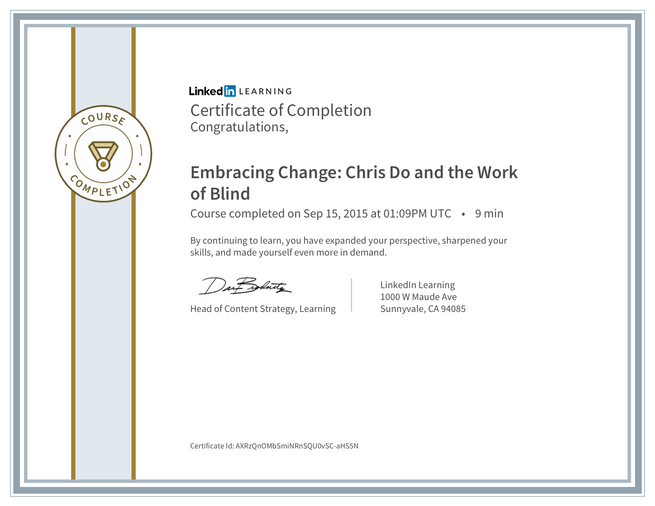 COURSE
COMPLETION
Linked in LEARNING
Certificate of Completion
Congratulations,
Embracing Change: Chris Do and the Work
of Blind
Course completed on Sep 15, 2015 at 01:09PM UTC • 9 min
By continuing to learn, you have expanded your perspective, sharpened your
skills, and made yourself even more in demand.
Head of Content Strategy, Learning
LinkedIn Learning
1000 W Maude Ave
Sunnyvale, CA 94085
Certificate Id: AXRzQnOMbSmiNRnSQU0vSC-aHS5N